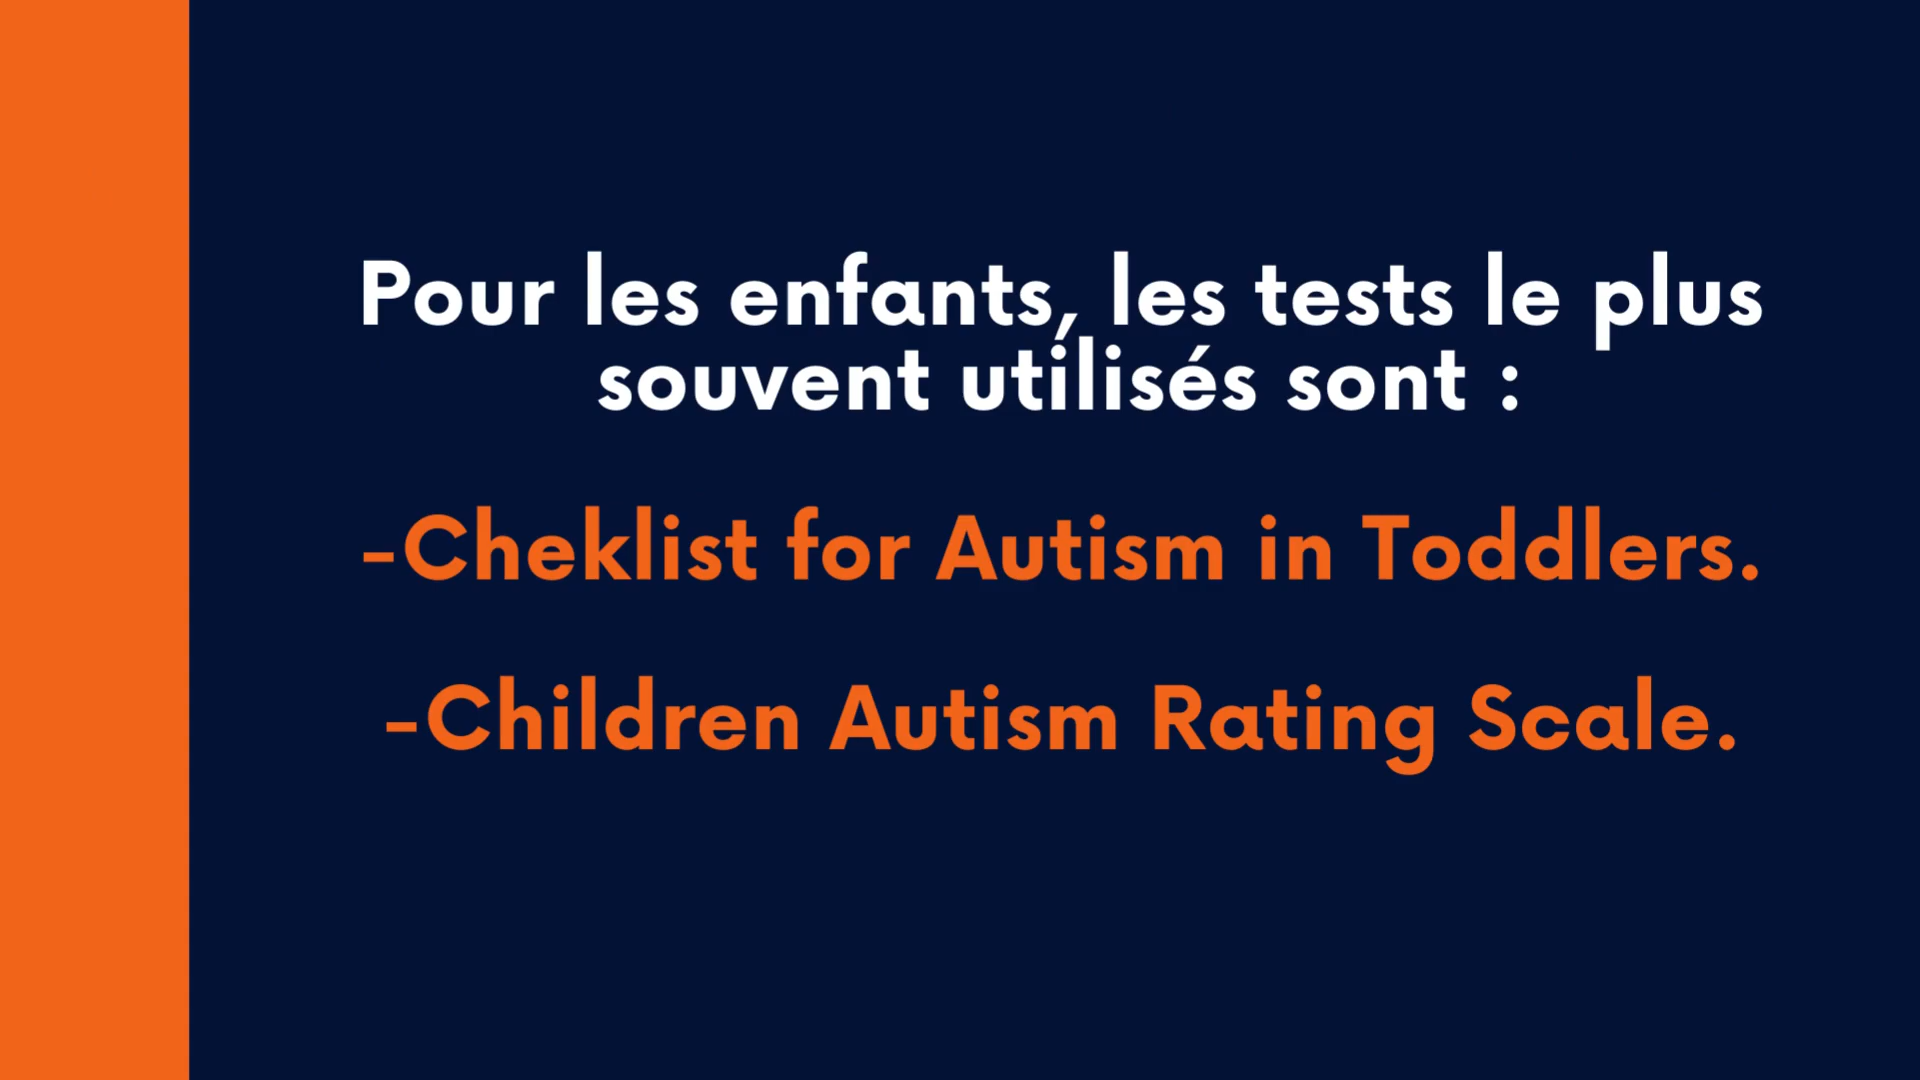 Pour les enfants, les tests le plus
souvent utilisés sont :
-Cheklist for Autism in Toddlers.
-Children Autism Rating Scale.